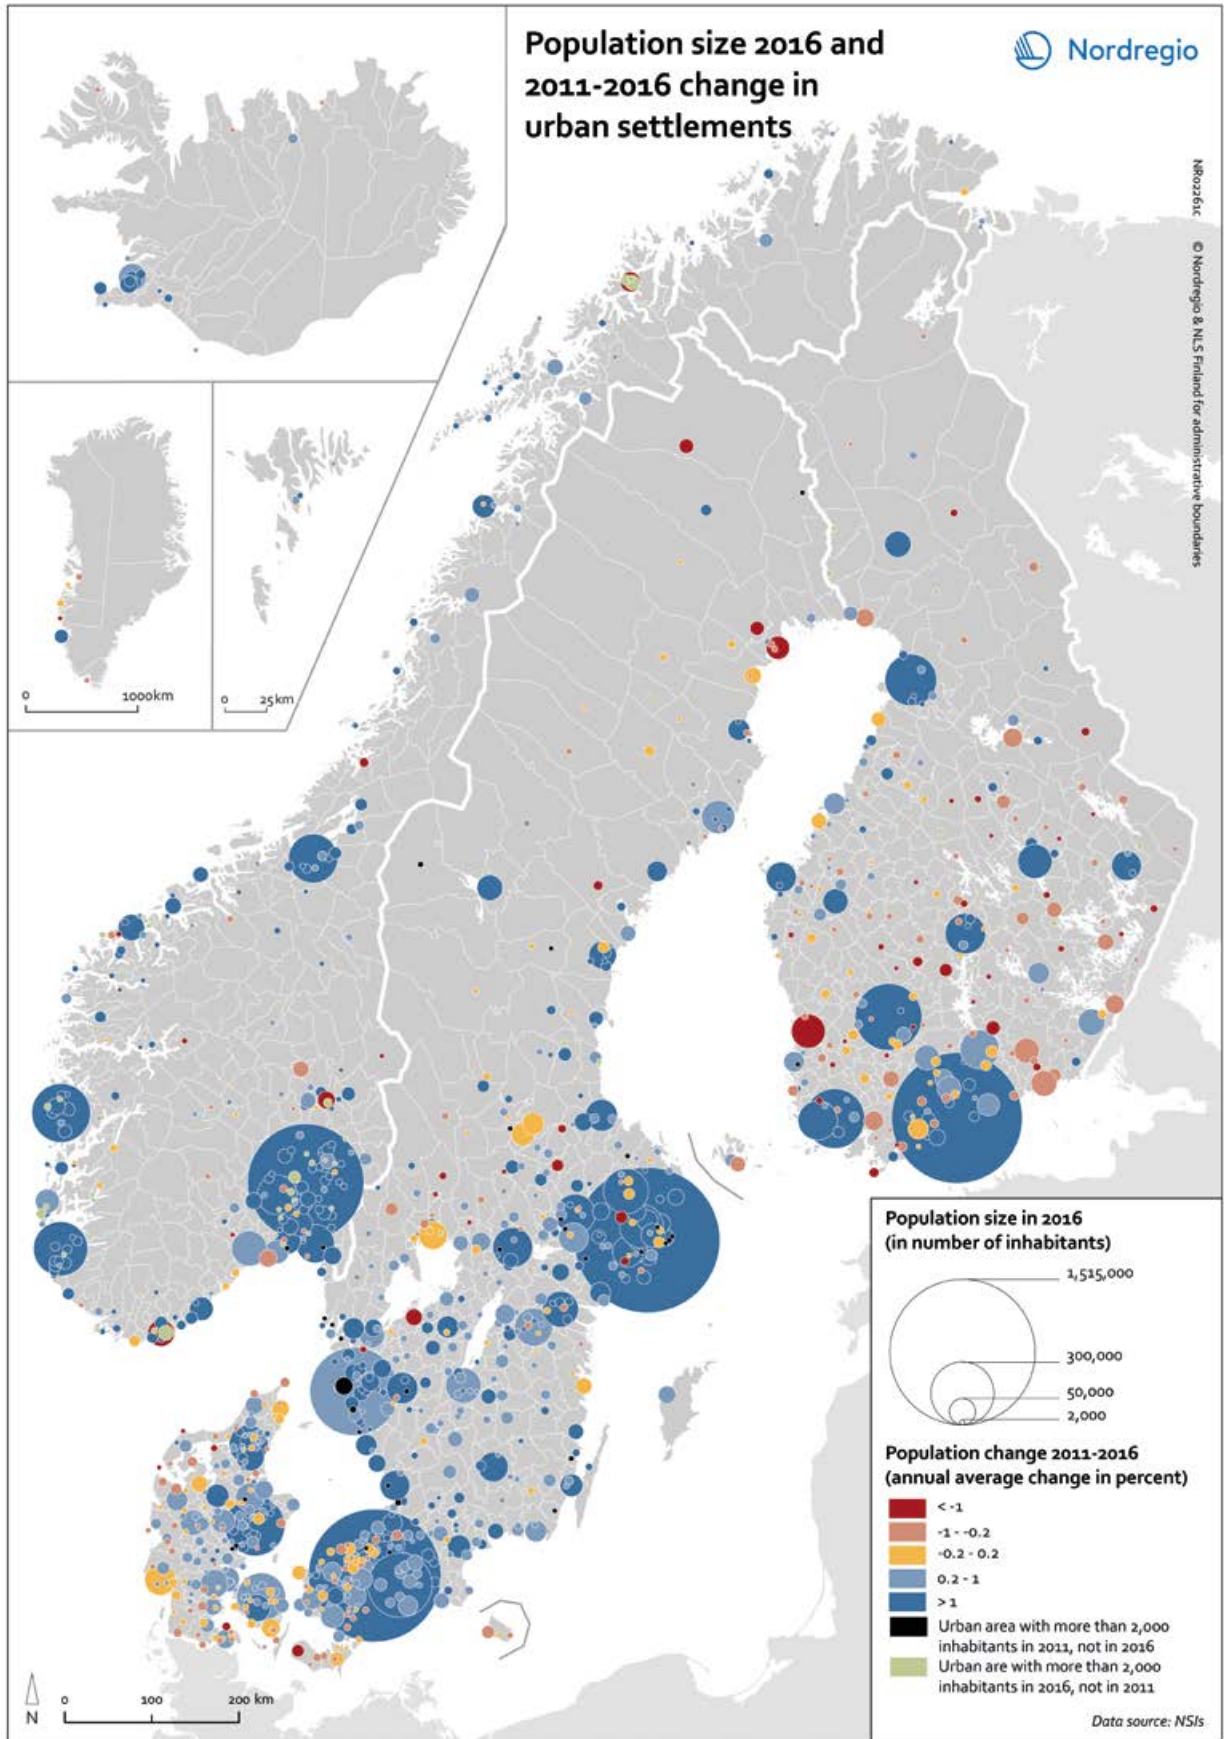 Population size 2016 and
2011-2016 change in
urban settlements
Nordregio
NR02261c © Nordregio & NLS Finland for administrative boundaries
0 1000km
0 25km
Population size in 2016
(in number of inhabitants)
1,515,000
300,000
50,000
2,000
Population change 2011-2016
(annual average change in percent)
< -1
-1 - -0.2
-0.2 - 0.2
0.2 - 1
> 1
Urban area with more than 2,000
inhabitants in 2011, not in 2016
Urban are with more than 2,000
inhabitants in 2016, not in 2011
Data source: NSIs
N
0 100 200 km